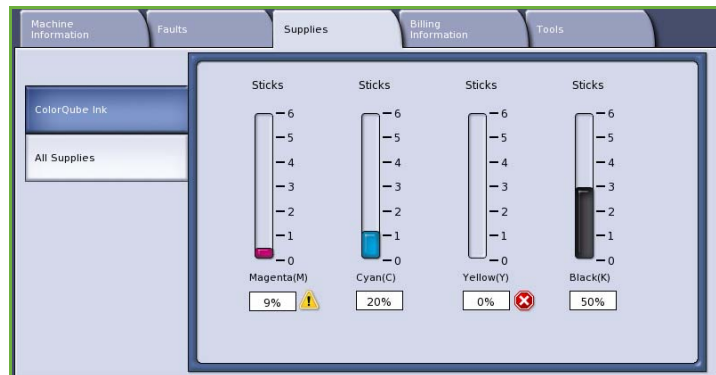 Machine
Information
Faults
Supplies
Billing
Information
Tools
ColorQube Ink
All Supplies
Sticks
6
5
4
3
2
1
0
Magenta(M)
9%
Sticks
6
5
4
3
2
1
0
Cyan(C)
20%
Sticks
6
5
4
3
2
1
0
Yellow(Y)
0%
Sticks
6
5
4
3
2
1
0
Black(K)
50%